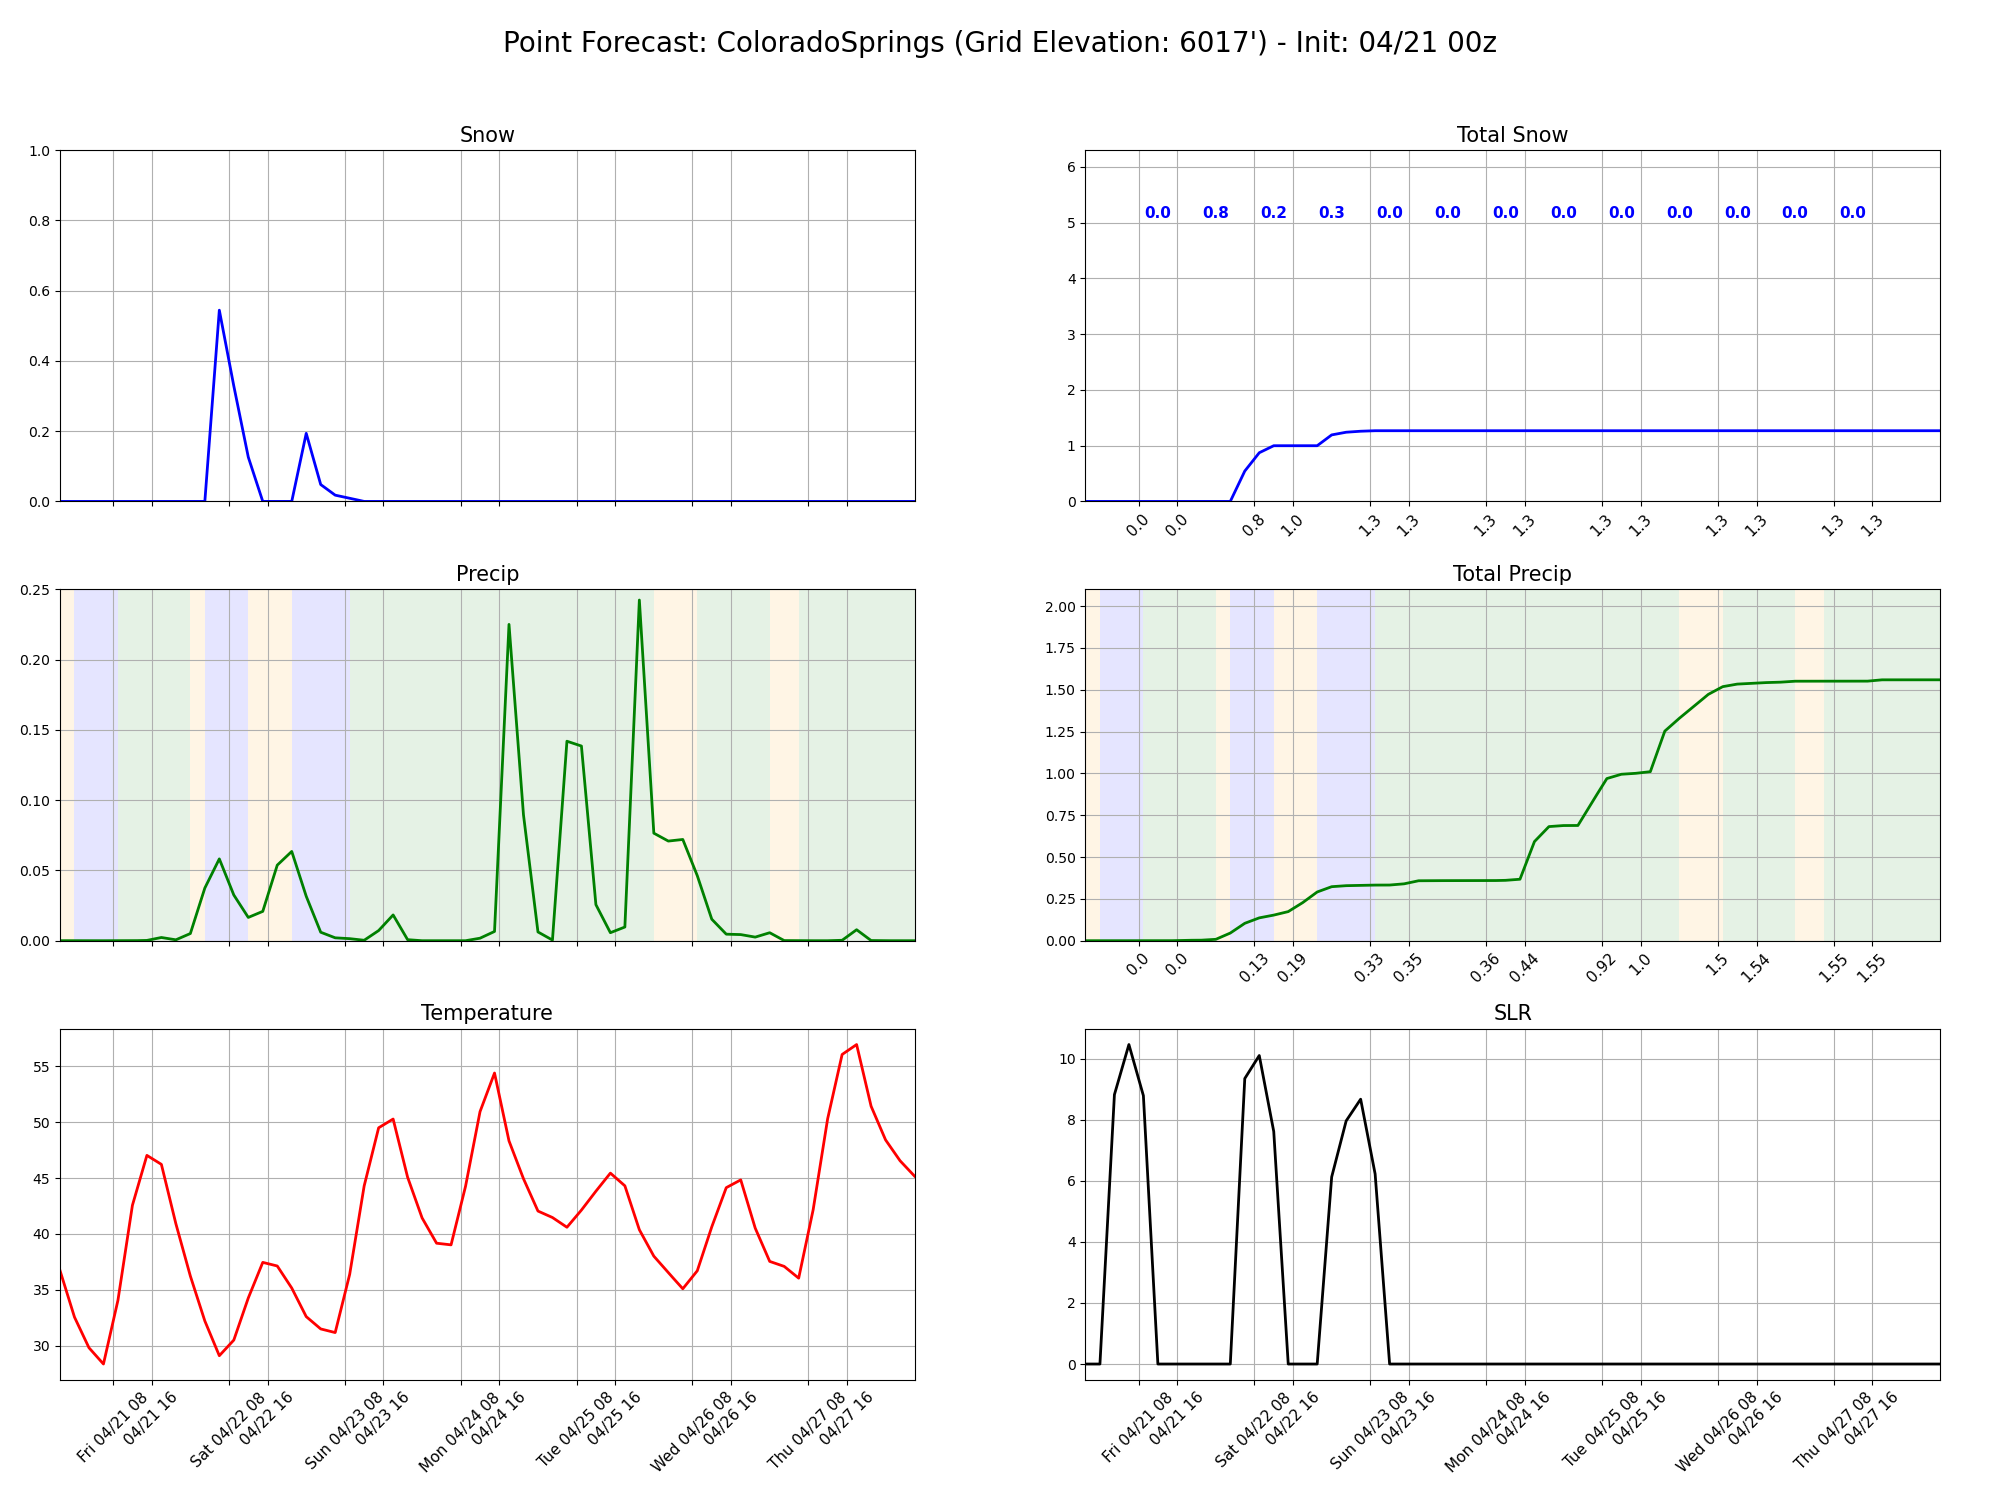 Point Forecast: ColoradoSprings (Grid Elevation: 6017') - Init: 04/21 00z
Snow
1.0
0.8
0.6
0.4
0.2
0.0
Total Snow
6
5
4
3
2
1
0
0.0 0.8 0.2 0.3 0.0 0.0 0.0 0.0 0.0 0.0 0.0 0.0 0.0
0.0 0.0 0.8 1.0 1.3 1.3 1.3 1.3 1.3 1.3 1.3 1.3 1.3 1.3
Precip
0.25
0.20
0.15
0.10
0.05
0.00
Total Precip
2.00
1.75
1.50
1.25
1.00
0.75
0.50
0.25
0.00
0.0 0.0 0.13 0.19 0.33 0.35 0.36 0.44 0.92 1.0 1.5 1.54 1.55 1.55
Temperature
55
50
45
40
35
30
Fri 04/21 08
04/21 16
Sat 04/22 08
04/22 16
Sun 04/23 08
04/23 16
Mon 04/24 08
04/24 16
Tue 04/25 08
04/25 16
Wed 04/26 08
04/26 16
Thu 04/27 08
04/27 16
SLR
10
8
6
4
2
0
Fri 04/21 08
04/21 16
Sat 04/22 08
04/22 16
Sun 04/23 08
04/23 16
Mon 04/24 08
04/24 16
Tue 04/25 08
04/25 16
Wed 04/26 08
04/26 16
Thu 04/27 08
04/27 16